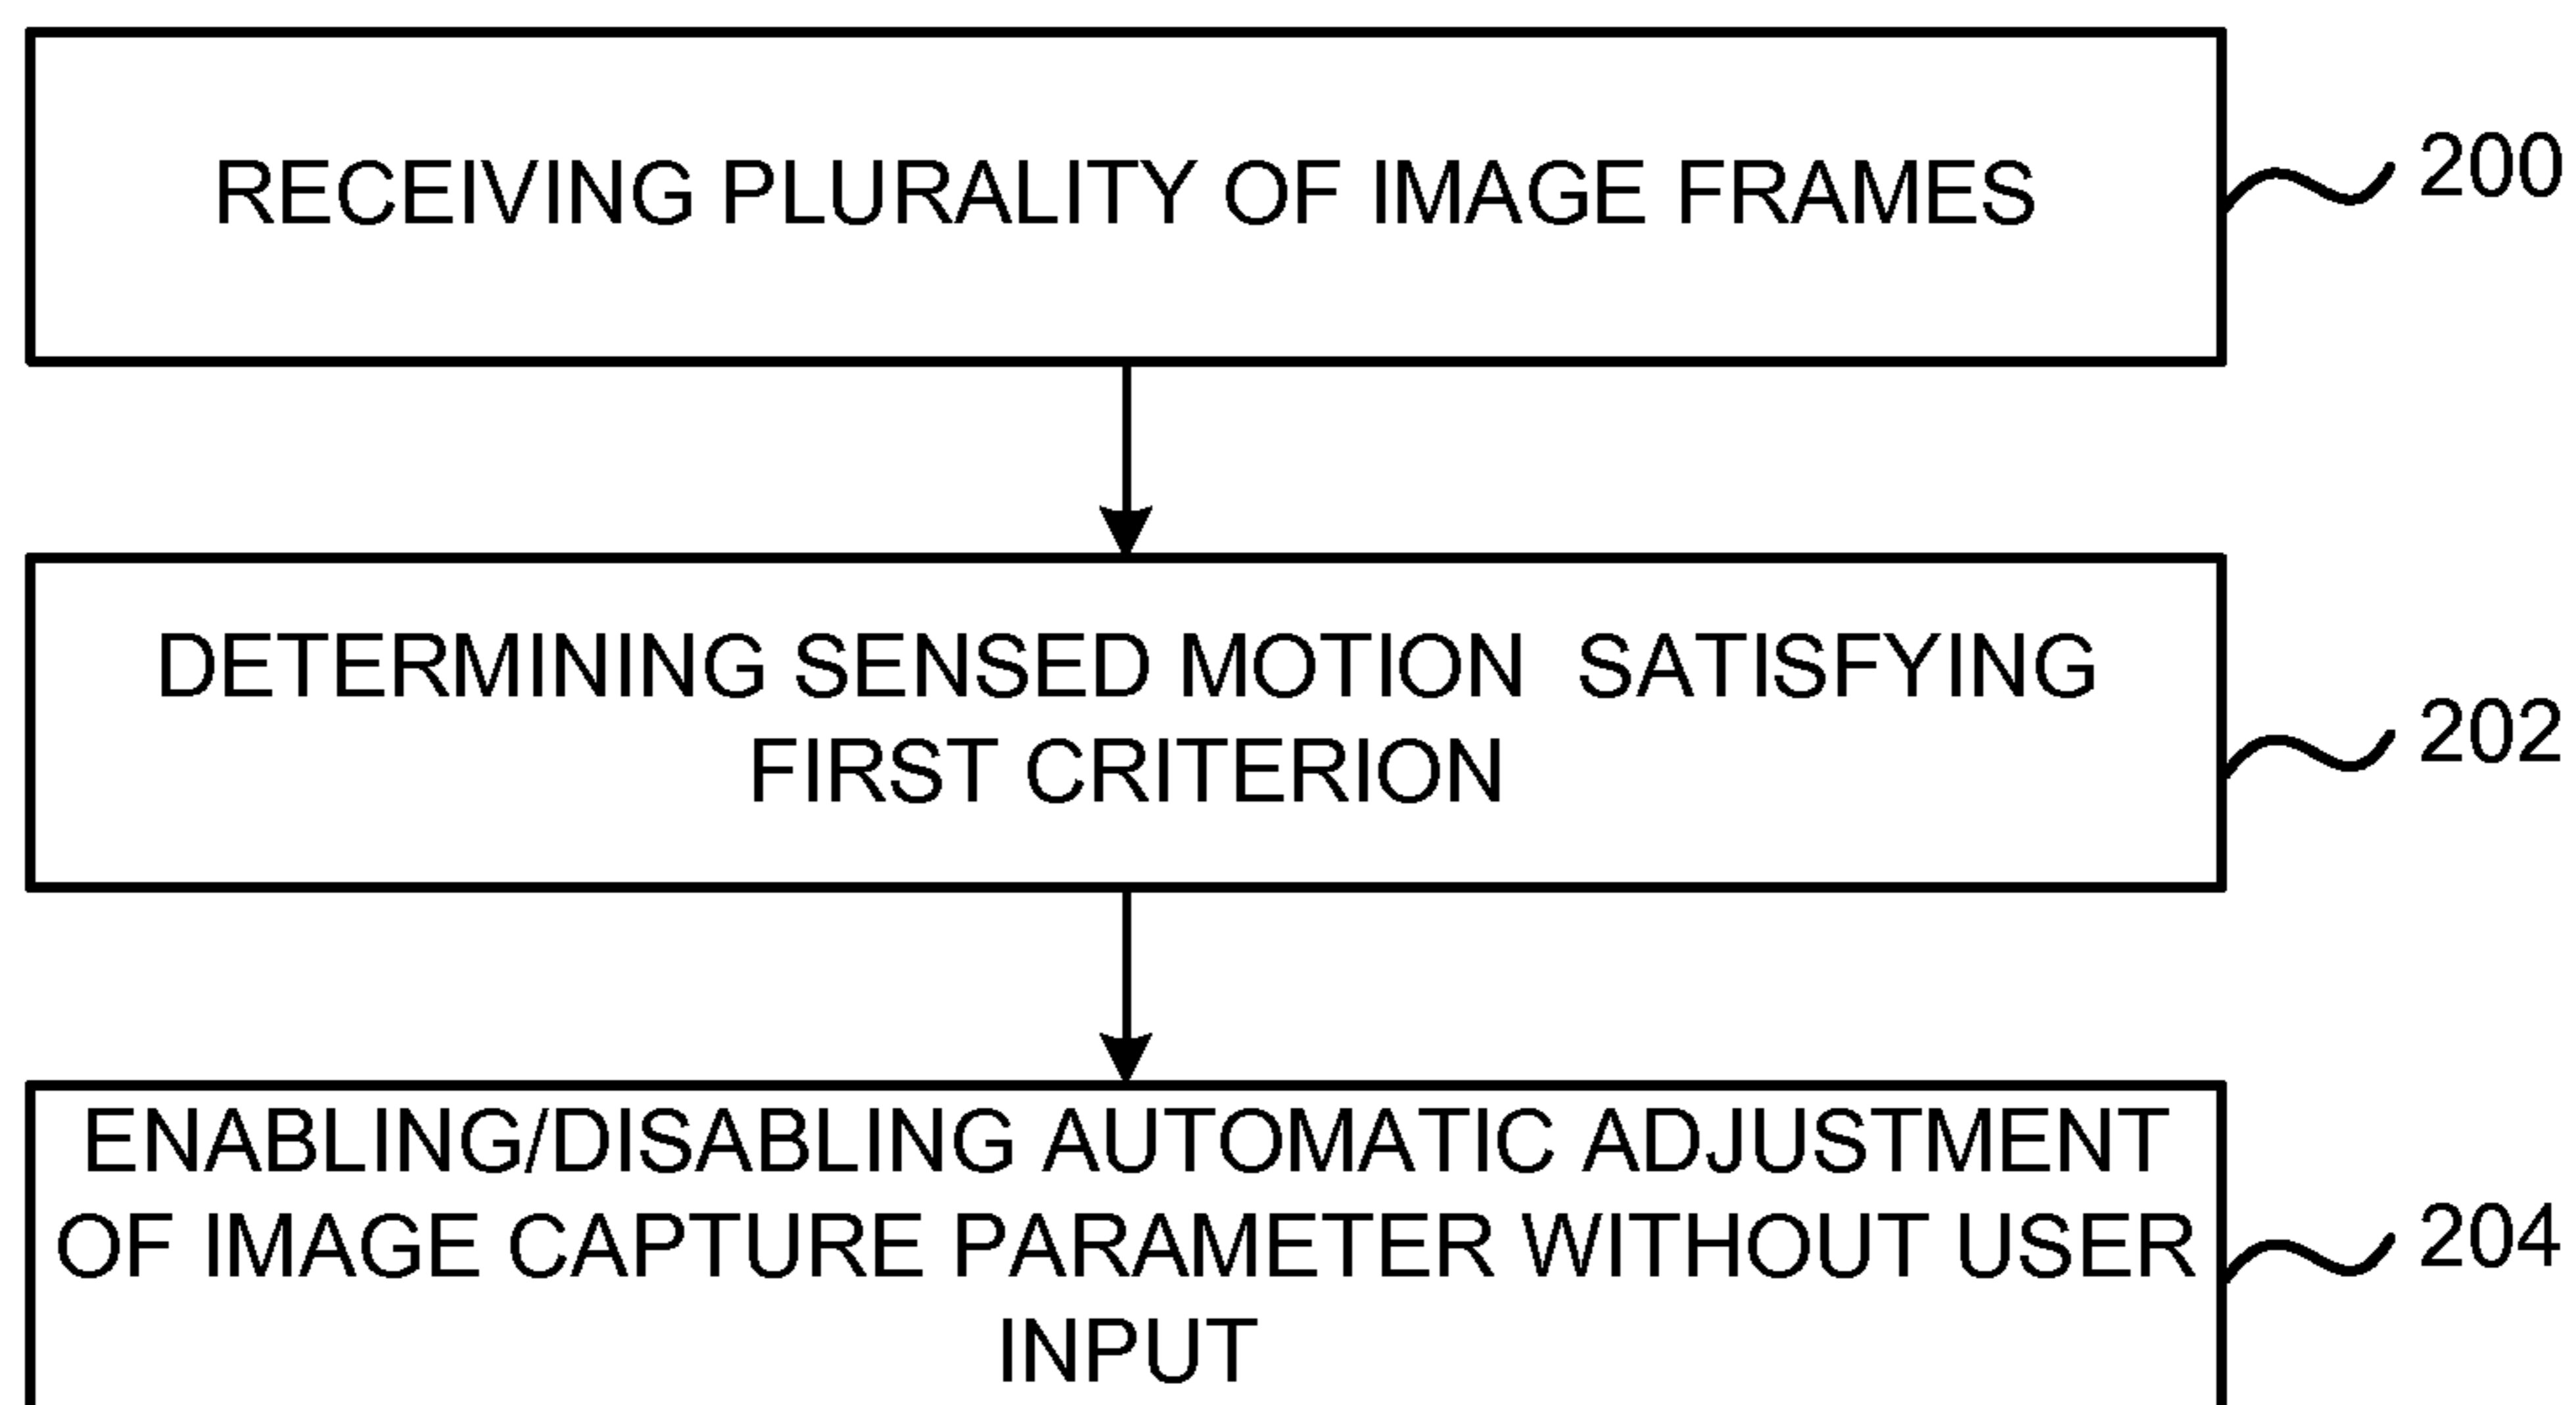 RECEIVING PLURALITY OF IMAGE FRAMES
200
DETERMINING SENSED MOTION SATISFYING
FIRST CRITERION
202
ENABLING/DISABLING AUTOMATIC ADJUSTMENT
OF IMAGE CAPTURE PARAMETER WITHOUT USER
INPUT
204